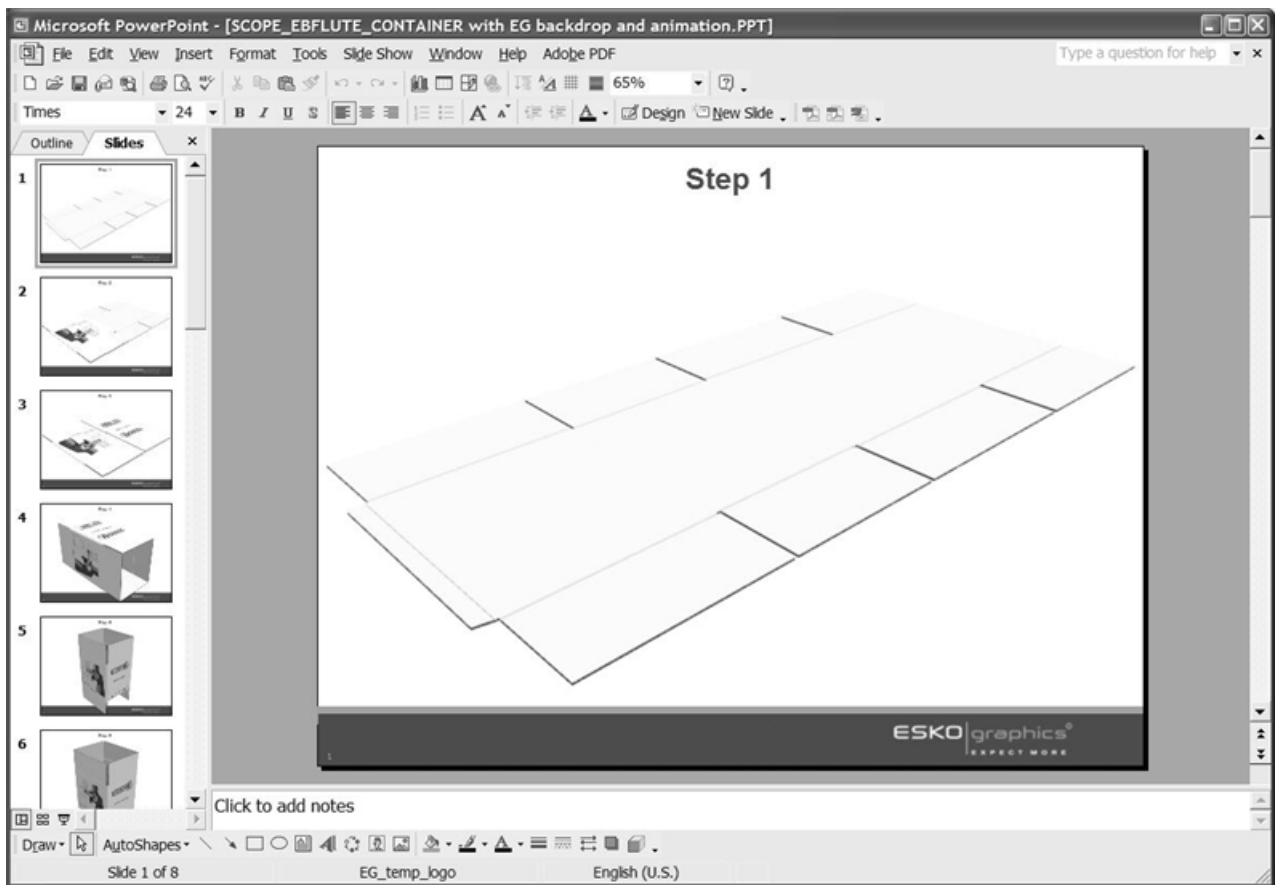 Microsoft PowerPoint - [SCOPE_EBFLUTE_CONTAINER with EG backdrop and animation.PPT]
File Edit View Insert Format Tools Slide Show Window Help Adobe PDF
Type a question for help
65%
Times 24 B I U S Design New Slide
Outline Slides
1
2
3
4
5
6
Step 1
ESKO graphics
EXPECT MORE
1
Click to add notes
Draw AutoShapes
Slide 1 of 8 EG_temp_logo English (U.S.)